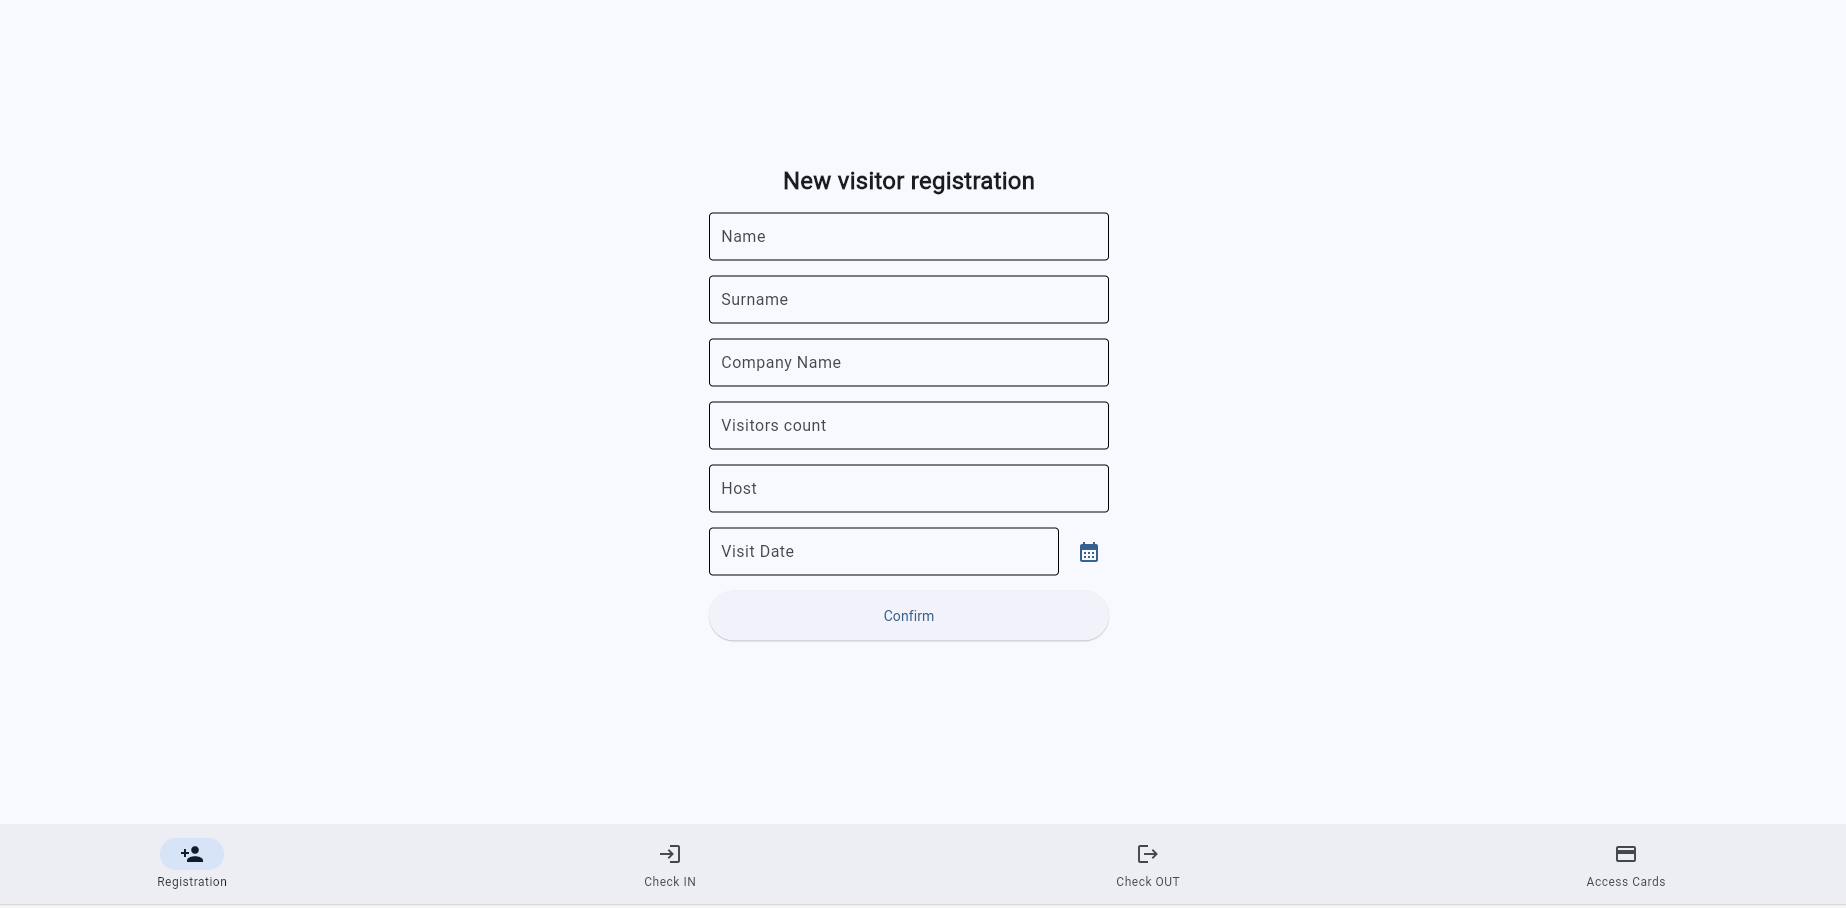 New visitor registration
Name
Surname
Company Name
Visitors count
Host
Visit Date
Confirm
Registration
Check IN
Check OUT
Access Cards